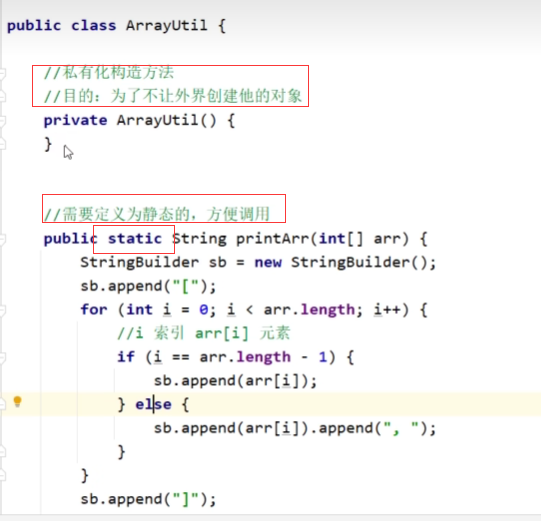 public class ArrayUtil {
//私有化构造方法
//目的：为了不让外界创建他的对象
private ArrayUtil() {
}
//需要定义为静态的，方便调用
public static String printArr(int[] arr) {
StringBuilder sb = new StringBuilder();
sb.append("[");
for (int i = 0; i < arr.length; i++) {
//i 索引 arr[i] 元素
if (i == arr.length - 1) {
sb.append(arr[i]);
} else {
sb.append(arr[i]).append(", ");
}
}
sb.append("]");